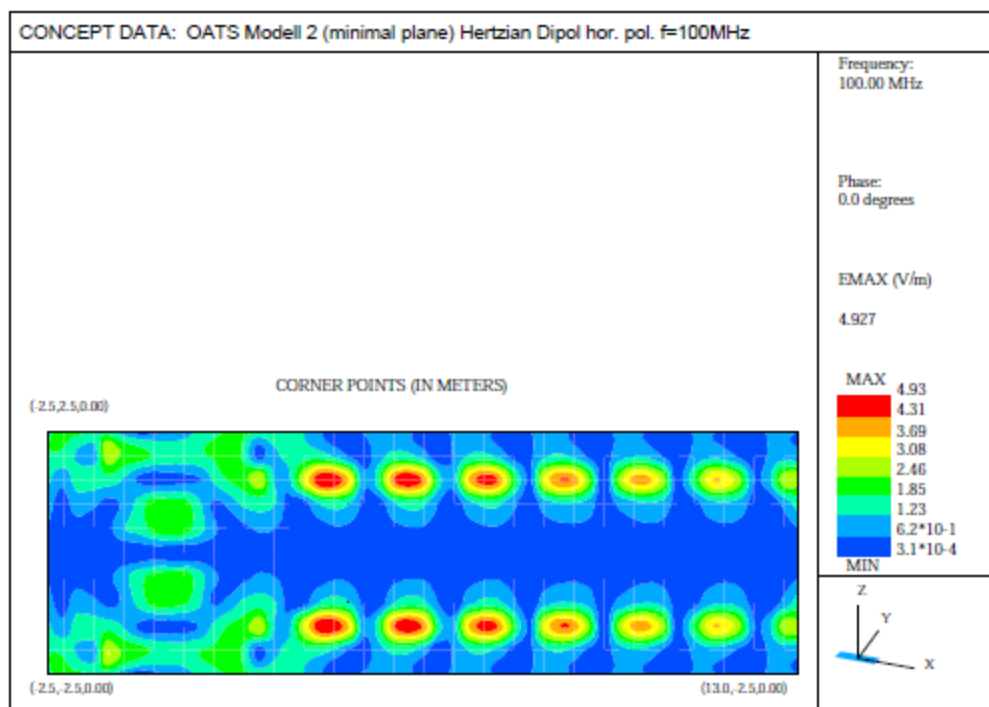 CONCEPT DATA: OATS Modell 2 (minimal plane) Hertzian Dipol hor. pol. f=100MHz
Frequency:
100.00 MHz
Phase:
0.0 degrees
EMAX (V/m)
4.927
CORNER POINTS (IN METERS)
(-2.5,2.5,0.00)
(-2.5,-2.5,0.00)
(13.0,-2.5,0.00)
MAX
4.93
4.31
3.69
3.08
2.46
1.85
1.23
6.2*10-1
3.1*10-4
MIN
Z
Y
X